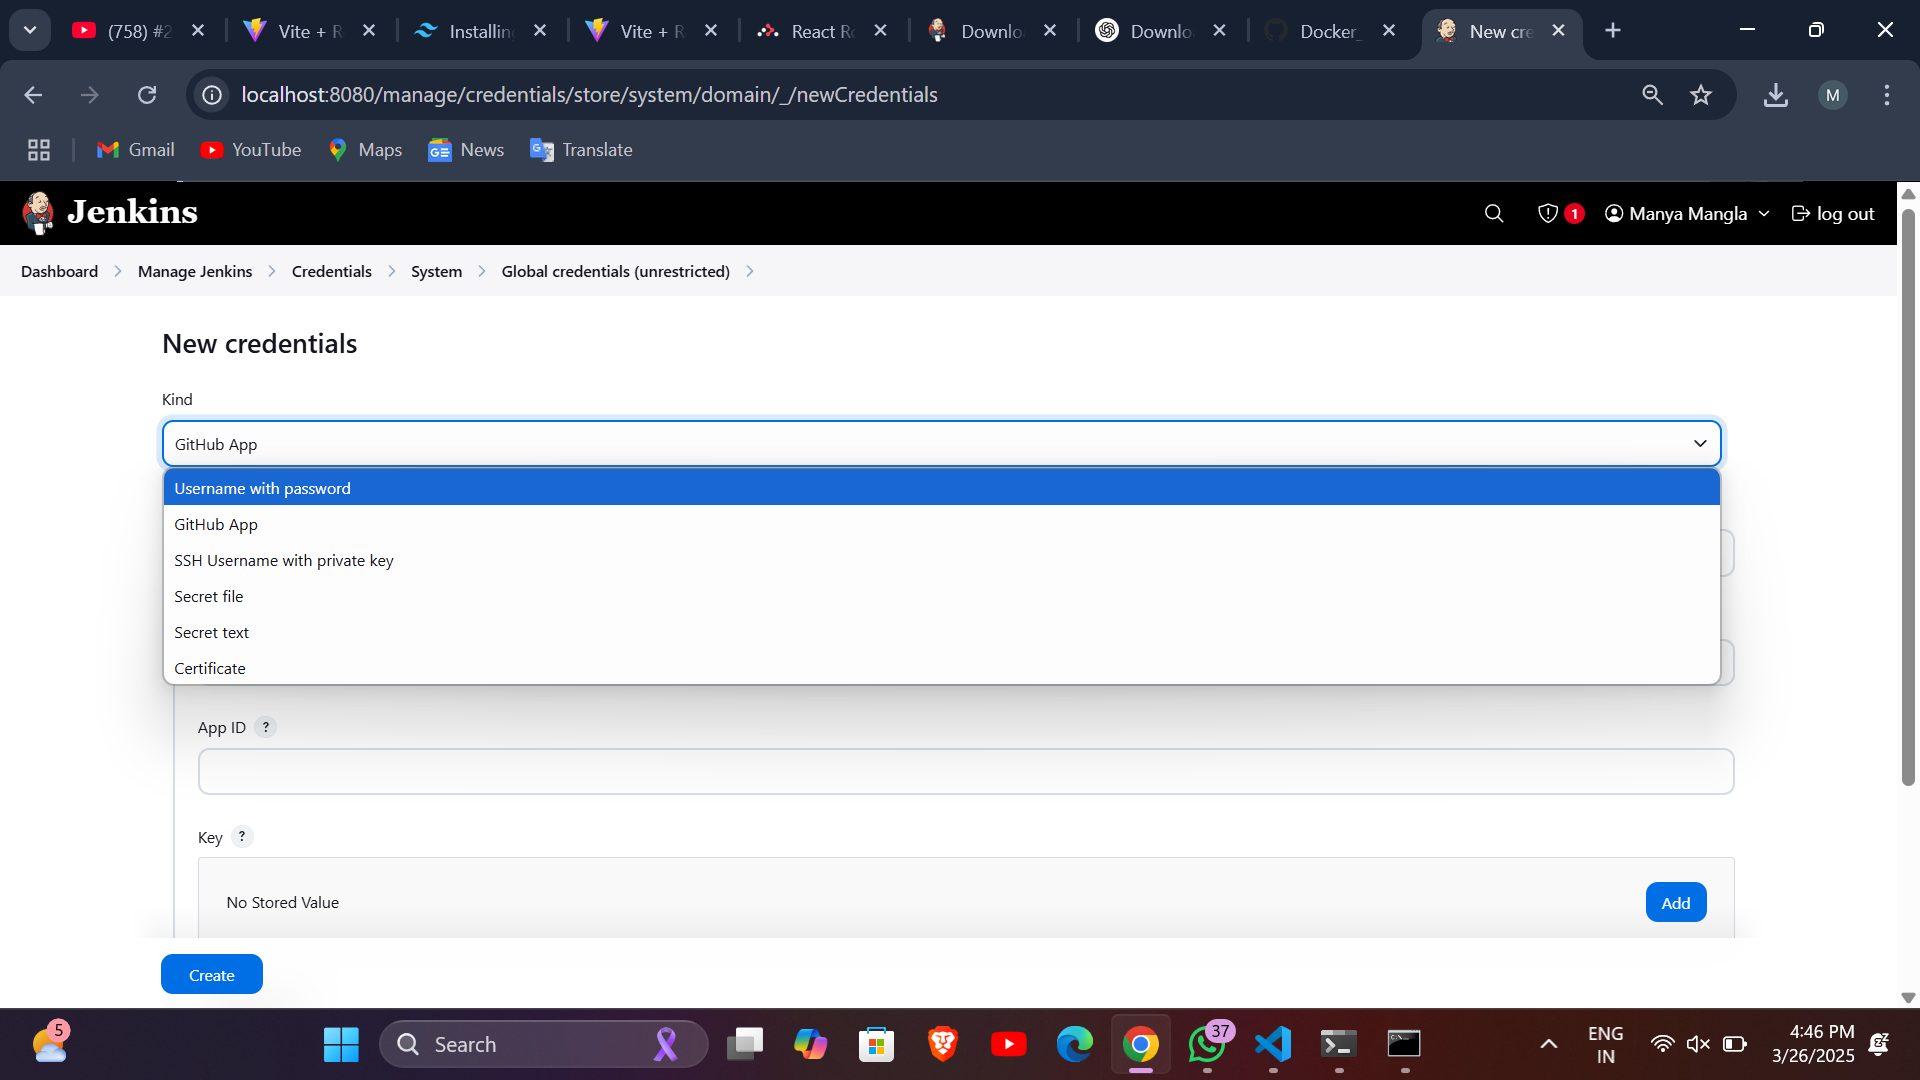 (758) #2
Vite + R
Installing
Vite + R
React Ro
Downlo
Downlo
Docker_
New cre
localhost:8080/manage/credentials/store/system/domain/_/newCredentials
M
Gmail
YouTube
Maps
News
Translate
Jenkins
1
Manya Mangla
log out
Dashboard
Manage Jenkins
Credentials
System
Global credentials (unrestricted)
New credentials
Kind
GitHub App
Username with password
GitHub App
SSH Username with private key
Secret file
Secret text
Certificate
App ID ?
Key ?
No Stored Value
Add
Create
5
Search
37
ENG
IN
4:46 PM
3/26/2025